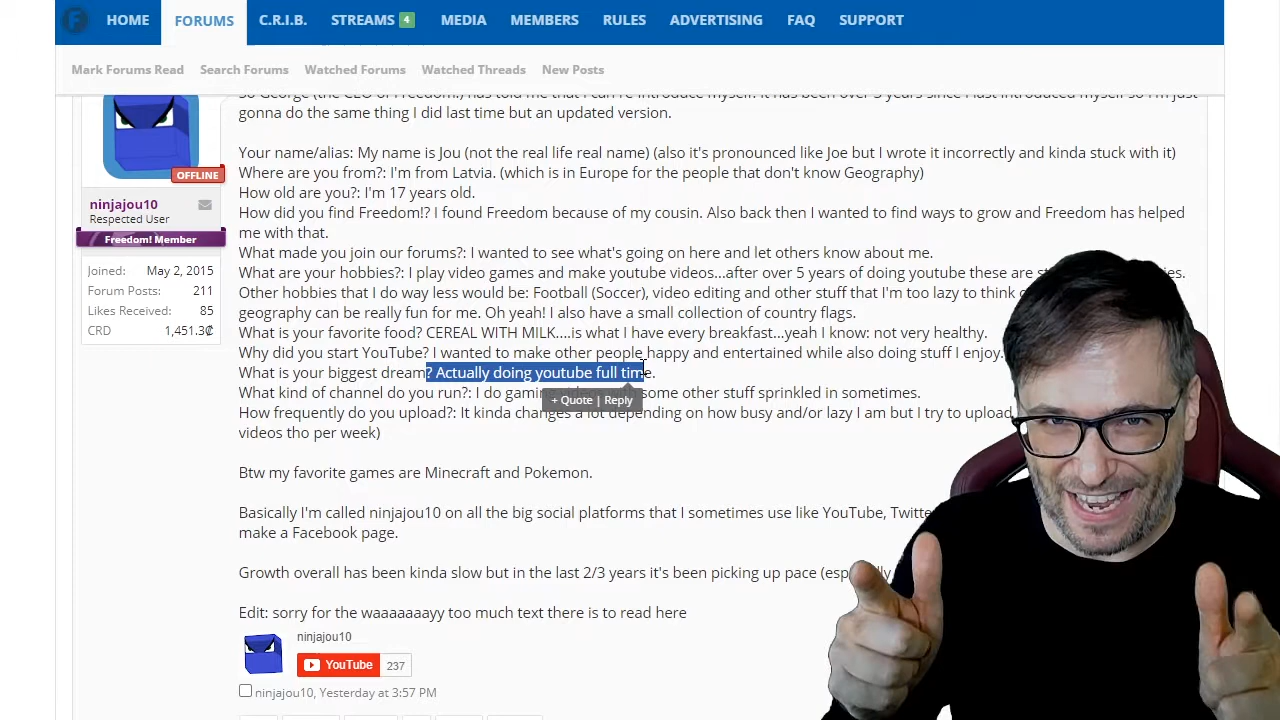 HOME FORUMS C.R.I.B. STREAMS 4 MEDIA MEMBERS RULES ADVERTISING FAQ SUPPORT
Mark Forums Read Search Forums Watched Forums Watched Threads New Posts
gonna do the same thing I did last time but an updated version.
Your name/alias: My name is Jou (not the real life real name) (also it's pronounced like Joe but I wrote it incorrectly and kinda stuck with it)
Where are you from?: I'm from Latvia. (which is in Europe for the people that don't know Geography)
How old are you?: I'm 17 years old.
How did you find Freedom!? I found Freedom because of my cousin. Also back then I wanted to find ways to grow and Freedom has helped
me with that.
What made you join our forums?: I wanted to see what's going on here and let others know about me.
What are your hobbies?: I play video games and make youtube videos...after over 5 years of doing youtube these are
Other hobbies that I do way less would be: Football (Soccer), video editing and other stuff that I'm too lazy to think
geography can be really fun for me. Oh yeah! I also have a small collection of country flags.
What is your favorite food? CEREAL WITH MILK....is what I have every breakfast...yeah I know: not very healthy.
Why did you start YouTube? I wanted to make other people happy and entertained while also doing stuff I enjoy.
What is your biggest dream? Actually doing youtube full time.
What kind of channel do you run?: I do gaming some other stuff sprinkled in sometimes.
+ Quote | Reply
How frequently do you upload?: It kinda changes a lot depending on how busy and/or lazy I am but I try to upload
videos tho per week)
Btw my favorite games are Minecraft and Pokemon.
Basically I'm called ninjajou10 on all the big social platforms that I sometimes use like YouTube,
make a Facebook page.
Growth overall has been kinda slow but in the last 2/3 years it's been picking up pace
Edit: sorry for the waaaaaaayy too much text there is to read here
ninjajou10
YouTube 237
ninjajou10, Yesterday at 3:57 PM
OFFLINE
ninjajou10
Respected User
Freedom! Member
Joined: May 2, 2015
Forum Posts: 211
Likes Received: 85
CRD 1,451.3₡